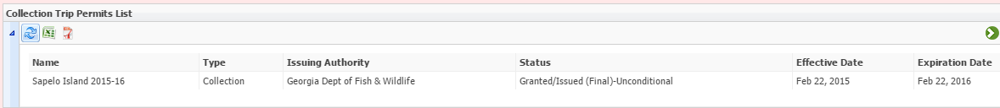 Collection Trip Permits List
Name Type Issuing Authority Status Effective Date Expiration Date
Sapelo Island 2015-16 Collection Georgia Dept of Fish & Wildlife Granted/Issued (Final)-Unconditional Feb 22, 2015 Feb 22, 2016